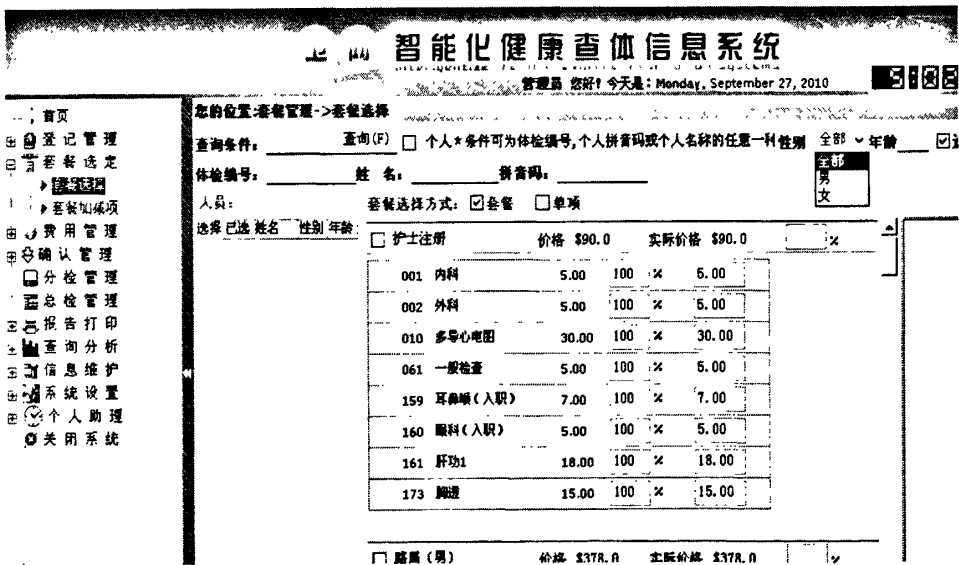 智能化健康查体信息系统
管理员 您好! 今天是: Monday, September 27, 2010
首页
登记管理
套餐选定
套餐选择
套餐加减项
费用管理
确认管理
分检管理
总检管理
报告打印
查询分析
信息维护
系统设置
个人助理
关闭系统
您的位置:套餐管理->套餐选择
查询条件: 查询(F) 个人*条件可为体检编号,个人拼音码或个人名称的任意一种 性别 全部 年龄
全部
男
女
体检编号: 姓 名: 拼音码:
人员: 套餐选择方式: 套餐 单项
选择 已选 姓名 性别 年龄
护士注册 价格 $90.0 实际价格 $90.0 %
001 内科 5.00 100 % 5.00
002 外科 5.00 100 % 5.00
010 多导心电图 30.00 100 % 30.00
061 一般检查 5.00 100 % 5.00
159 耳鼻喉(入职) 7.00 100 % 7.00
160 眼科(入职) 5.00 100 % 5.00
161 肝功1 18.00 100 % 18.00
173 胸透 15.00 100 % 15.00
路属(男) 价格 $378.0 实际价格 $378.0 %